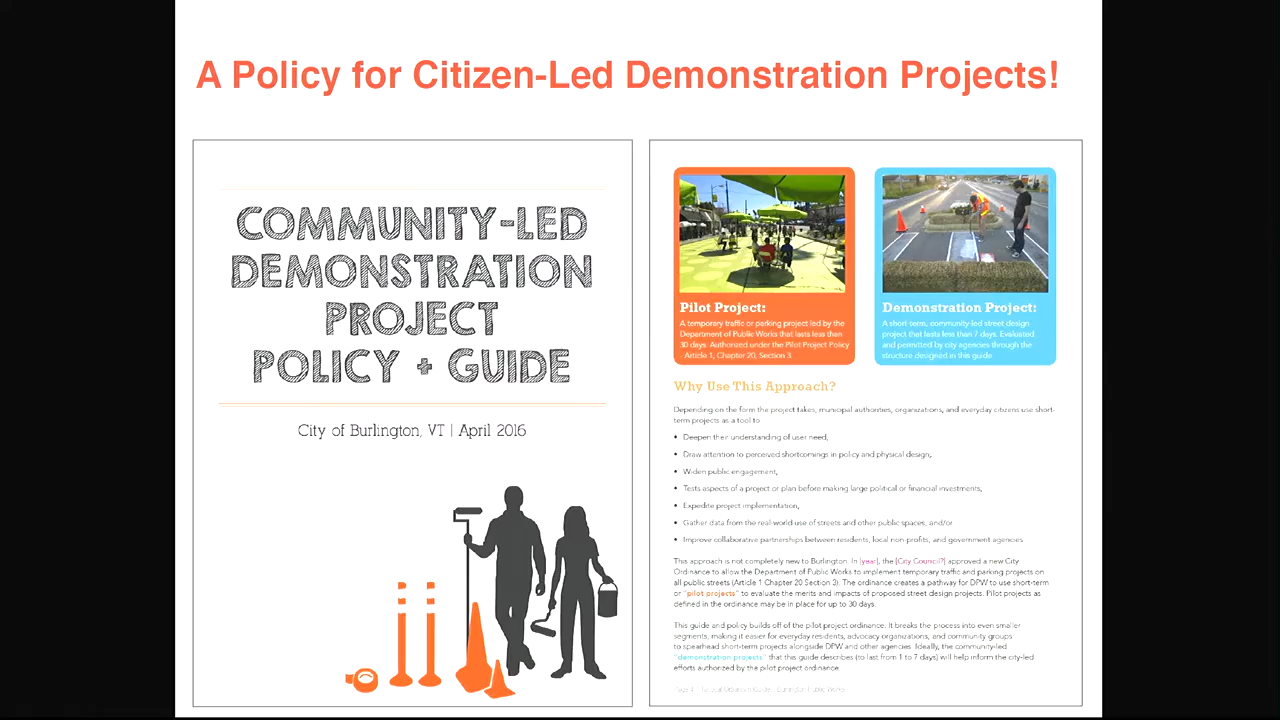 A Policy for Citizen-Led Demonstration Projects!
COMMUNITY-LED
DEMONSTRATION
PROJECT
POLICY + GUIDE
City of Burlington, VT | April 2016
Pilot Project:
A temporary traffic or parking project led by the
Department of Public Works that lasts less than
30 days. Authorized under the Pilot Project Policy
- Article 1, Chapter 20, Section 3.
Demonstration Project:
A short-term, community-led street design
project that lasts less than 7 days. Evaluated
and permitted by city agencies through the
structure designed in this guide
Why Use This Approach?
Depending on the form the project takes, municipal authorities, organizations, and everyday citizens use short-
term projects as a tool to
• Deepen their understanding of user need;
• Draw attention to perceived shortcomings in policy and physical design,
• Widen public engagement,
• Tests aspects of a project or plan before making large political or financial investments,
• Expedite project implementation,
• Gather data from the real-world use of streets and other public spaces, and/or
• Improve collaborative partnerships between residents, local non-profits, and government agencies
This approach is not completely new to Burlington. In [year], the [City Council?] approved a new City
Ordinance to allow the Department of Public Works to implement temporary traffic and parking projects on
all public streets (Article 1 Chapter 20 Section 3). The ordinance creates a pathway for DPW to use short-term
or "pilot projects" to evaluate the merits and impacts of proposed street design projects. Pilot projects as
defined in the ordinance may be in place for up to 30 days.
This guide and policy builds off of the pilot project ordinance. It breaks the process into even smaller
segments, making it easier for everyday residents, advocacy organizations, and community groups
to spearhead short-term projects alongside DPW and other agencies. Ideally, the community-led
"demonstration projects" that this guide describes (to last from 1 to 7 days) will help inform the city-led
efforts authorized by the pilot project ordinance.